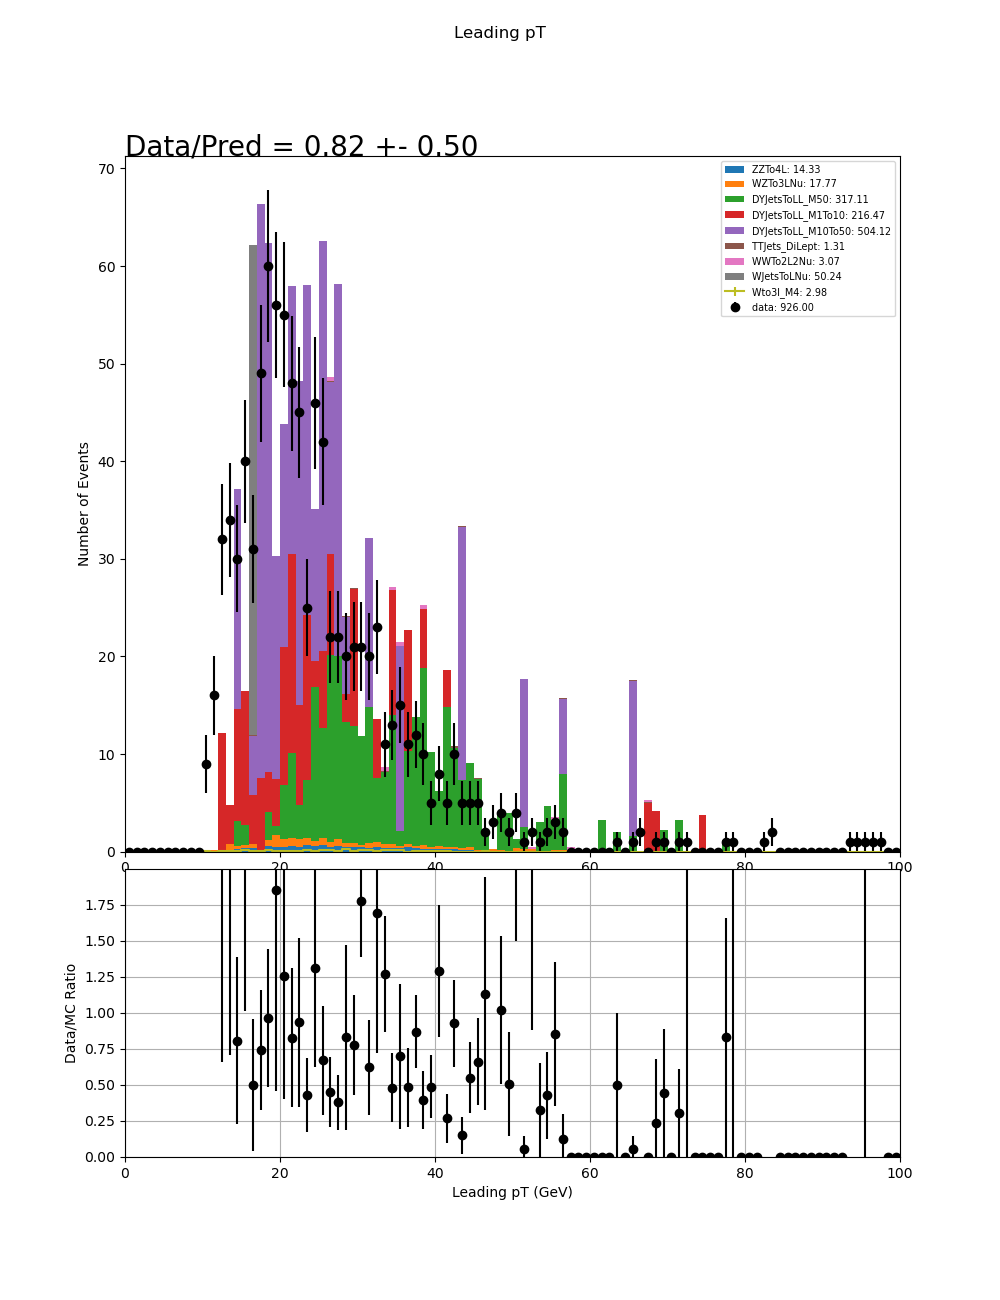 Leading pT
Data/Pred = 0.82 +- 0.50
70
60
50
40
30
20
10
0
Number of Events
ZZTo4L: 14.33
WZTo3LNu: 17.77
DYJetsToLL_M50: 317.11
DYJetsToLL_M1To10: 216.47
DYJetsToLL_M10To50: 504.12
TTJets_DiLept: 1.31
WWTo2L2Nu: 3.07
WJetsToLNu: 50.24
Wto3l_M4: 2.98
data: 926.00
0 20 40 60 80 100
1.75
1.50
1.25
1.00
0.75
0.50
0.25
0.00
Data/MC Ratio
0 20 40 60 80 100
Leading pT (GeV)